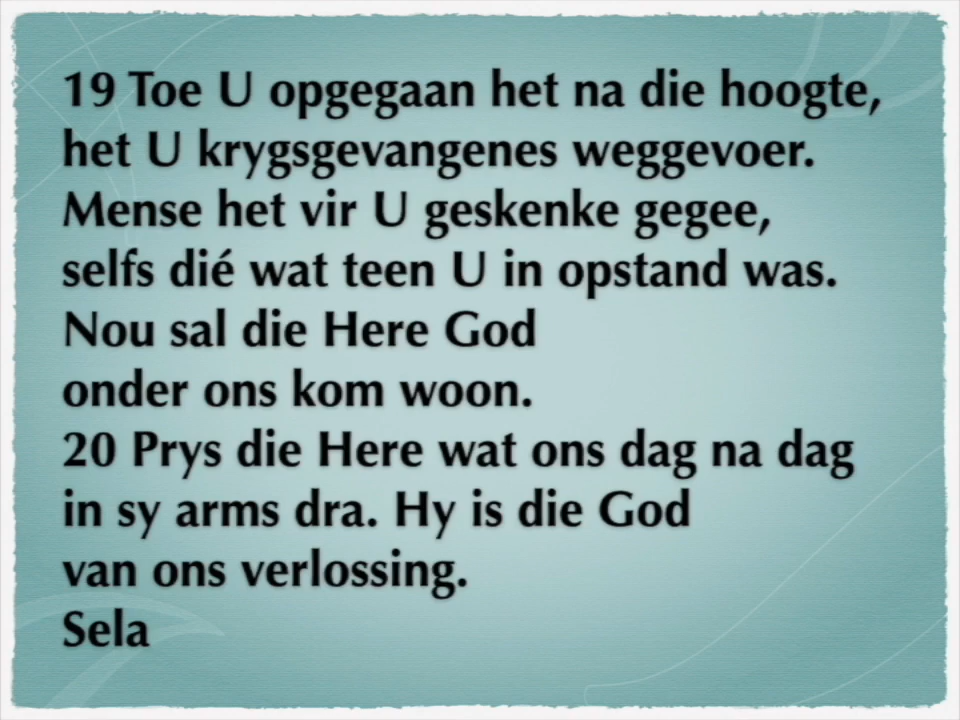 19 Toe U opgegaan het na die hoogte,
het U krygsgevangenes weggevoer.
Mense het vir U geskenke gegee,
selfs dié wat teen U in opstand was.
Nou sal die Here God
onder ons kom woon.
20 Prys die Here wat ons dag na dag
in sy arms dra. Hy is die God
van ons verlossing.
Sela